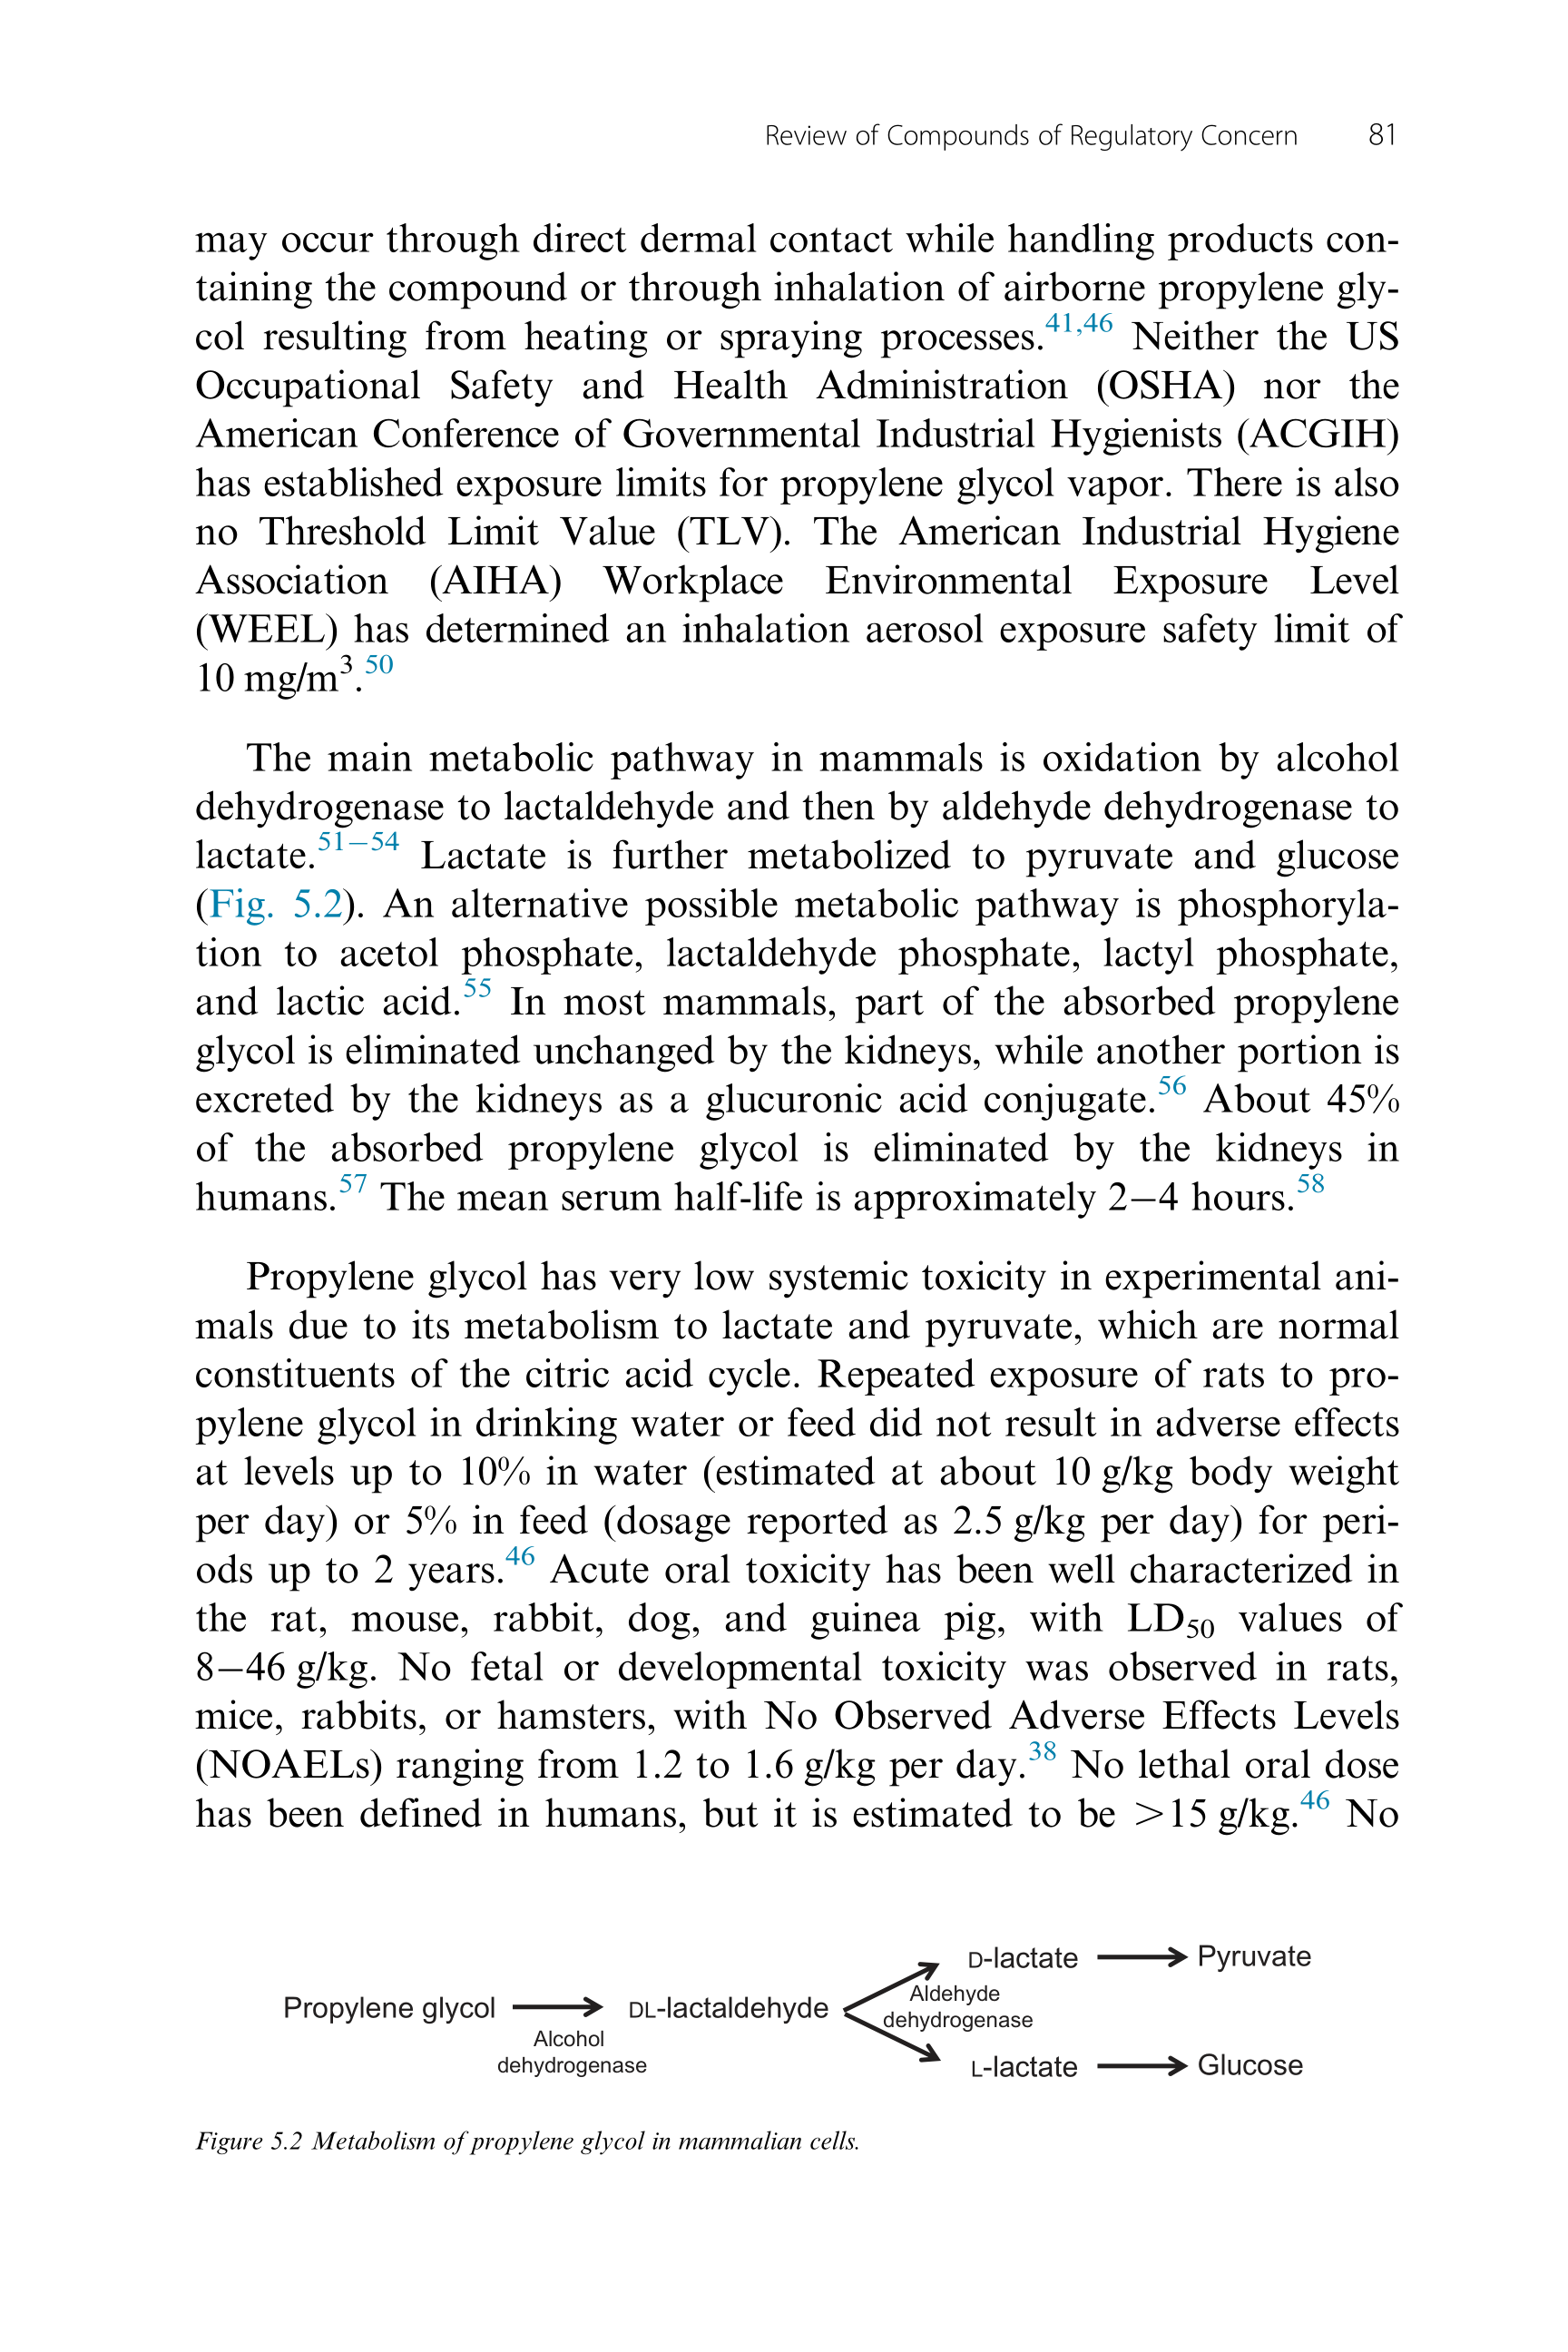 Review of Compounds of Regulatory Concern 81
may occur through direct dermal contact while handling products con-
taining the compound or through inhalation of airborne propylene gly-
col resulting from heating or spraying processes.41,46 Neither the US
Occupational Safety and Health Administration (OSHA) nor the
American Conference of Governmental Industrial Hygienists (ACGIH)
has established exposure limits for propylene glycol vapor. There is also
no Threshold Limit Value (TLV). The American Industrial Hygiene
Association (AIHA) Workplace Environmental Exposure Level
(WEEL) has determined an inhalation aerosol exposure safety limit of
10 mg/m³.50
The main metabolic pathway in mammals is oxidation by alcohol
dehydrogenase to lactaldehyde and then by aldehyde dehydrogenase to
lactate.51–54 Lactate is further metabolized to pyruvate and glucose
(Fig. 5.2). An alternative possible metabolic pathway is phosphoryla-
tion to acetol phosphate, lactaldehyde phosphate, lactyl phosphate,
and lactic acid.55 In most mammals, part of the absorbed propylene
glycol is eliminated unchanged by the kidneys, while another portion is
excreted by the kidneys as a glucuronic acid conjugate.56 About 45%
of the absorbed propylene glycol is eliminated by the kidneys in
humans.57 The mean serum half-life is approximately 2–4 hours.58
Propylene glycol has very low systemic toxicity in experimental ani-
mals due to its metabolism to lactate and pyruvate, which are normal
constituents of the citric acid cycle. Repeated exposure of rats to pro-
pylene glycol in drinking water or feed did not result in adverse effects
at levels up to 10% in water (estimated at about 10 g/kg body weight
per day) or 5% in feed (dosage reported as 2.5 g/kg per day) for peri-
ods up to 2 years.46 Acute oral toxicity has been well characterized in
the rat, mouse, rabbit, dog, and guinea pig, with LD50 values of
8–46 g/kg. No fetal or developmental toxicity was observed in rats,
mice, rabbits, or hamsters, with No Observed Adverse Effects Levels
(NOAELs) ranging from 1.2 to 1.6 g/kg per day.38 No lethal oral dose
has been defined in humans, but it is estimated to be >15 g/kg.46 No
D-lactate Pyruvate
Aldehyde
Propylene glycol DL-lactaldehyde
dehydrogenase
Alcohol
dehydrogenase
L-lactate Glucose
Figure 5.2 Metabolism of propylene glycol in mammalian cells.